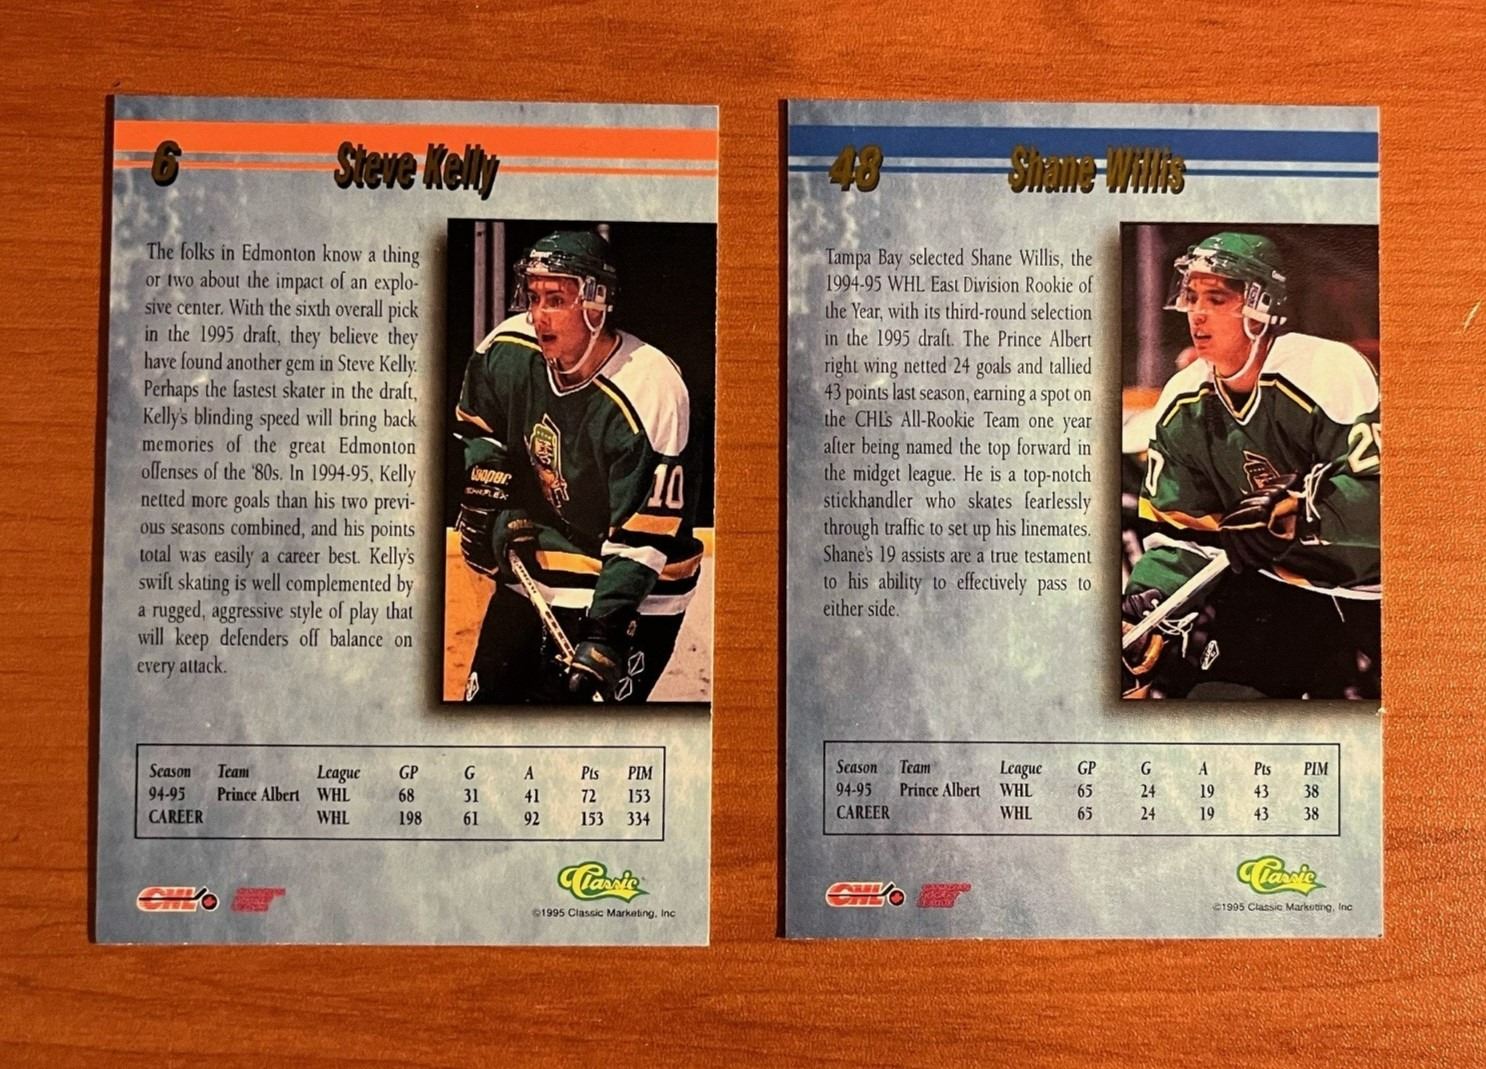 6
Steve Kelly
The folks in Edmonton know a thing
or two about the impact of an explo-
sive center. With the sixth overall pick
in the 1995 draft, they believe they
have found another gem in Steve Kelly.
Perhaps the fastest skater in the draft,
Kelly's blinding speed will bring back
memories of the great Edmonton
offenses of the '80s. In 1994-95, Kelly
netted more goals than his two previ-
ous seasons combined, and his points
total was easily a career best. Kelly's
swift skating is well complemented by
a rugged, aggressive style of play that
will keep defenders off balance on
every attack.
Cooper
10
Season Team League GP G A Pts PIM
94-95 Prince Albert WHL 68 31 41 72 153
CAREER WHL 198 61 92 153 334
CHL
Classic
©1995 Classic Marketing, Inc
48
Shane Willis
Tampa Bay selected Shane Willis, the
1994-95 WHL East Division Rookie of
the Year, with its third-round selection
in the 1995 draft. The Prince Albert
right wing netted 24 goals and tallied
43 points last season, earning a spot on
the CHL's All-Rookie Team one year
after being named the top forward in
the midget league. He is a top-notch
stickhandler who skates fearlessly
through traffic to set up his linemates.
Shane's 19 assists are a true testament
to his ability to effectively pass to
either side.
Season Team League GP G A Pts PIM
94-95 Prince Albert WHL 65 24 19 43 38
CAREER WHL 65 24 19 43 38
CHL
Classic
©1995 Classic Marketing, Inc